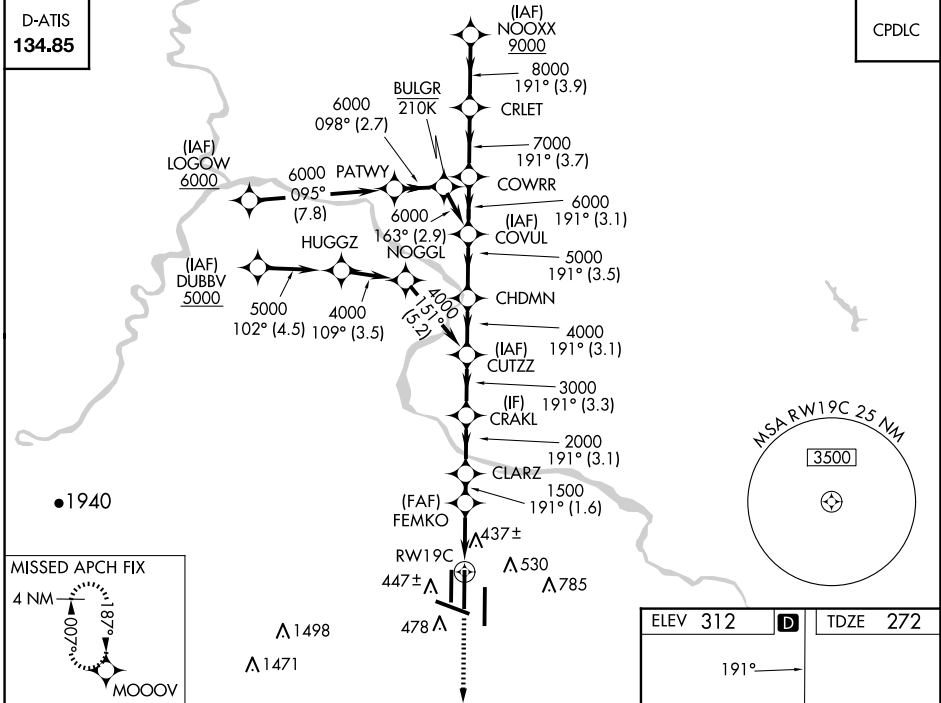 D-ATIS
134.85
CPDLC
(IAF)
NOOXX
9000
8000
191° (3.9)
CRLET
BULGR
210K
6000
098° (2.7)
7000
191° (3.7)
(IAF)
LOGOW
6000
6000
095°
(7.8)
PATWY
COWRR
6000
191° (3.1)
6000
163° (2.9)
(IAF)
COVUL
HUGGZ
NOGGL
5000
191° (3.5)
(IAF)
DUBBV
5000
5000
102° (4.5)
4000
109° (3.5)
4000
151°
(5.2)
CHDMN
4000
191° (3.1)
(IAF)
CUTZZ
3000
191° (3.3)
(IF)
CRAKL
2000
191° (3.1)
CLARZ
1500
191° (1.6)
(FAF)
FEMKO
MSA RW19C 25 NM
3500
1940
437±
RW19C
530
447±
785
478
1498
1471
MISSED APCH FIX
4 NM
187°
007°
MOOOV
ELEV 312 D TDZE 272
191°